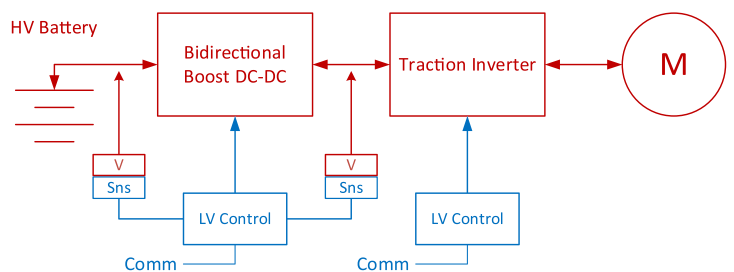 HV Battery
Bidirectional
Boost DC-DC
Traction Inverter
M
V
Sns
V
Sns
LV Control
LV Control
Comm
Comm